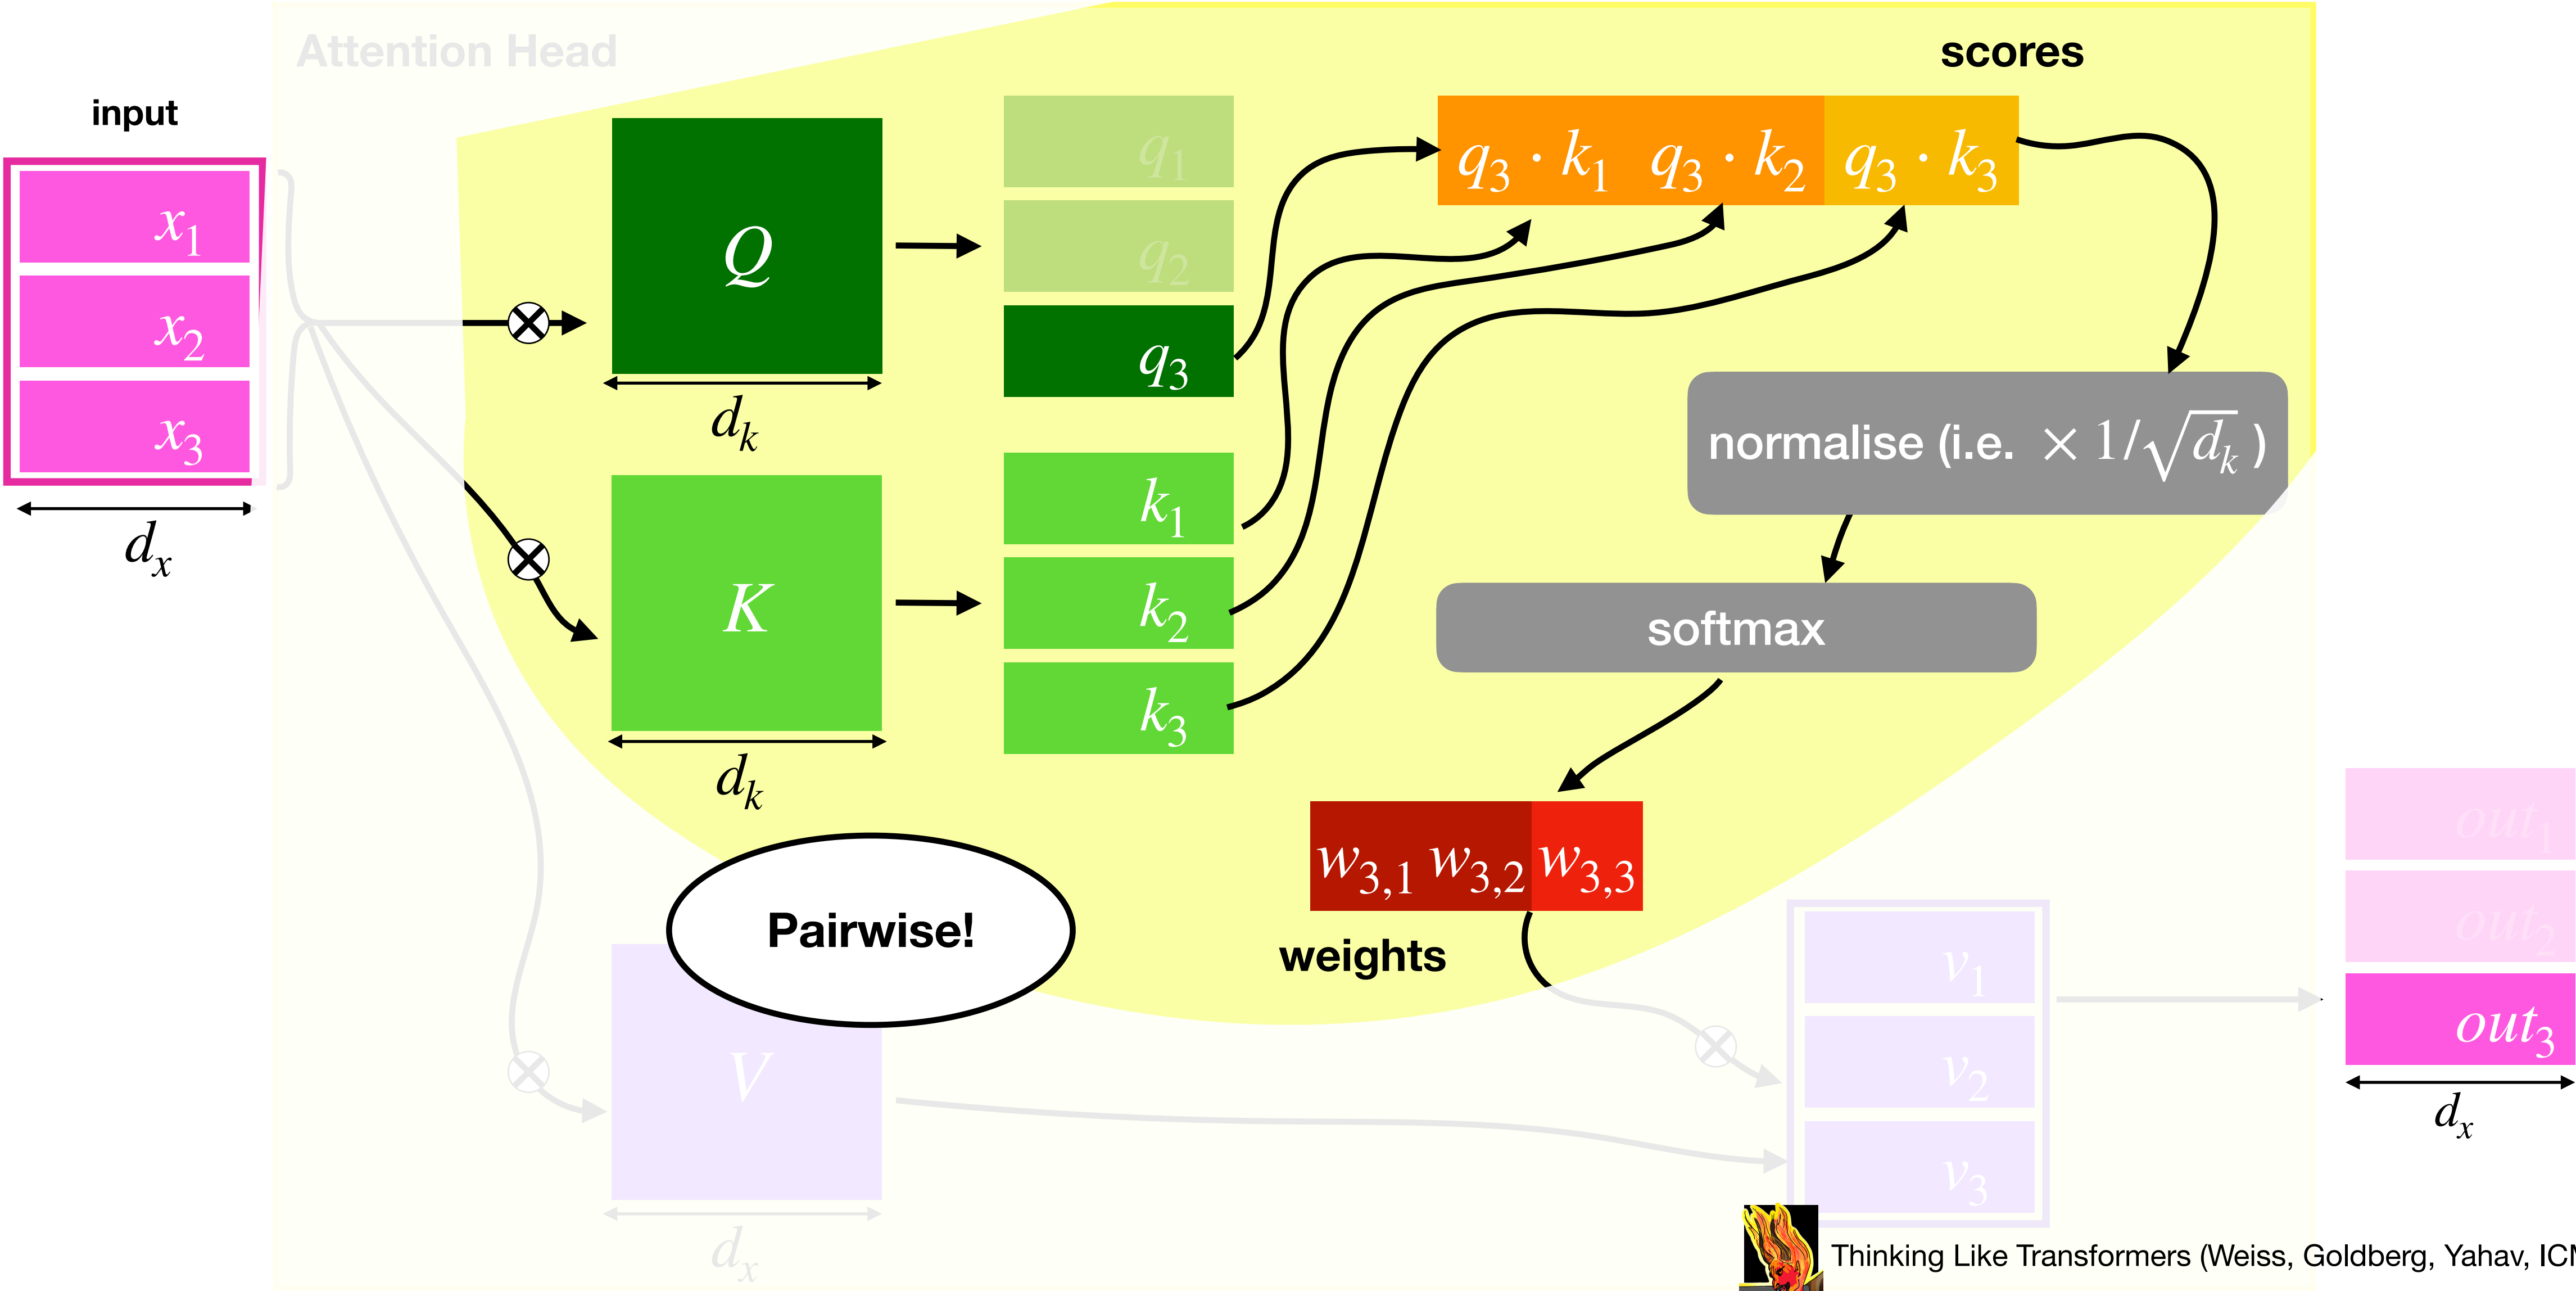 Attention Head
scores
input
x₁
x₂
x₃
dₓ
Q
dₖ
K
dₖ
q₁
q₂
q₃
k₁
k₂
k₃
q₃ · k₁ q₃ · k₂ q₃ · k₃
normalise (i.e. × 1/√dₖ )
softmax
w₃,₁ w₃,₂ w₃,₃
weights
Pairwise!
V
dₓ
v₁
v₂
v₃
out₁
out₂
out₃
dₓ
Thinking Like Transformers (Weiss, Goldberg, Yahav,